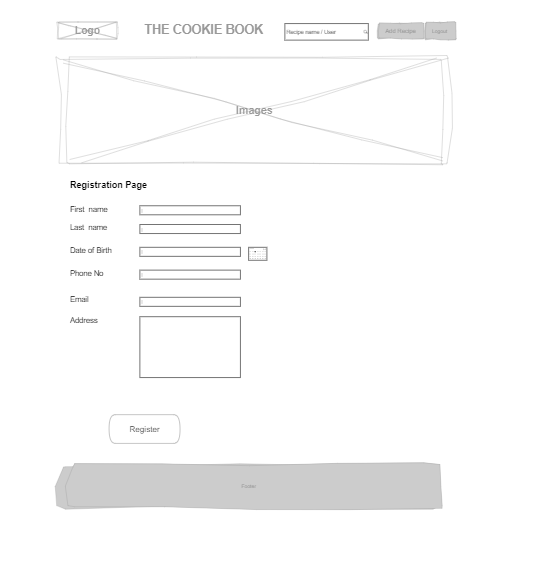 Logo
THE COOKIE BOOK
Recipe name / User
Add Recipe
Logout
Images
Registration Page
First name
Last name
Date of Birth
Phone No
Email
Address
Register
Footer